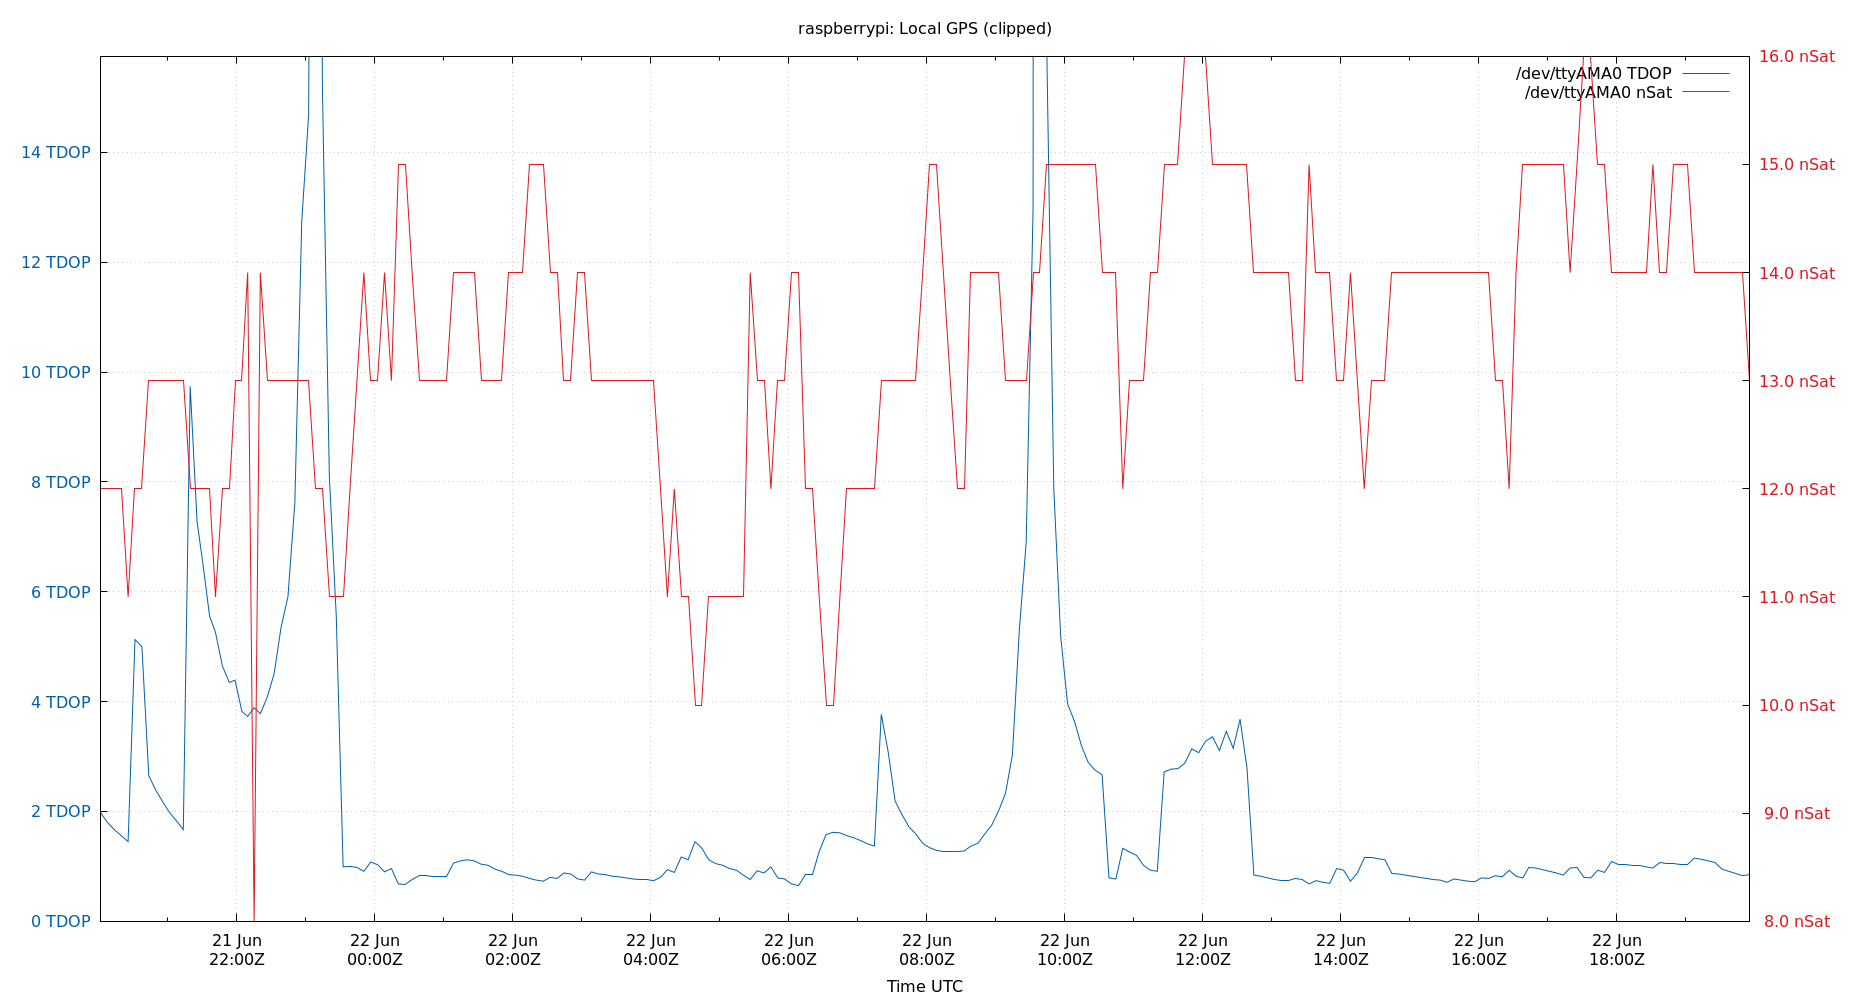 raspberrypi: Local GPS (clipped)
16.0 nSat
/dev/ttyAMA0 TDOP
/dev/ttyAMA0 nSat
14 TDOP
15.0 nSat
12 TDOP
14.0 nSat
10 TDOP
13.0 nSat
8 TDOP
12.0 nSat
6 TDOP
11.0 nSat
4 TDOP
10.0 nSat
2 TDOP
9.0 nSat
0 TDOP
8.0 nSat
21 Jun 22 Jun 22 Jun 22 Jun 22 Jun 22 Jun 22 Jun 22 Jun 22 Jun 22 Jun 22 Jun
22:00Z 00:00Z 02:00Z 04:00Z 06:00Z 08:00Z 10:00Z 12:00Z 14:00Z 16:00Z 18:00Z
Time UTC